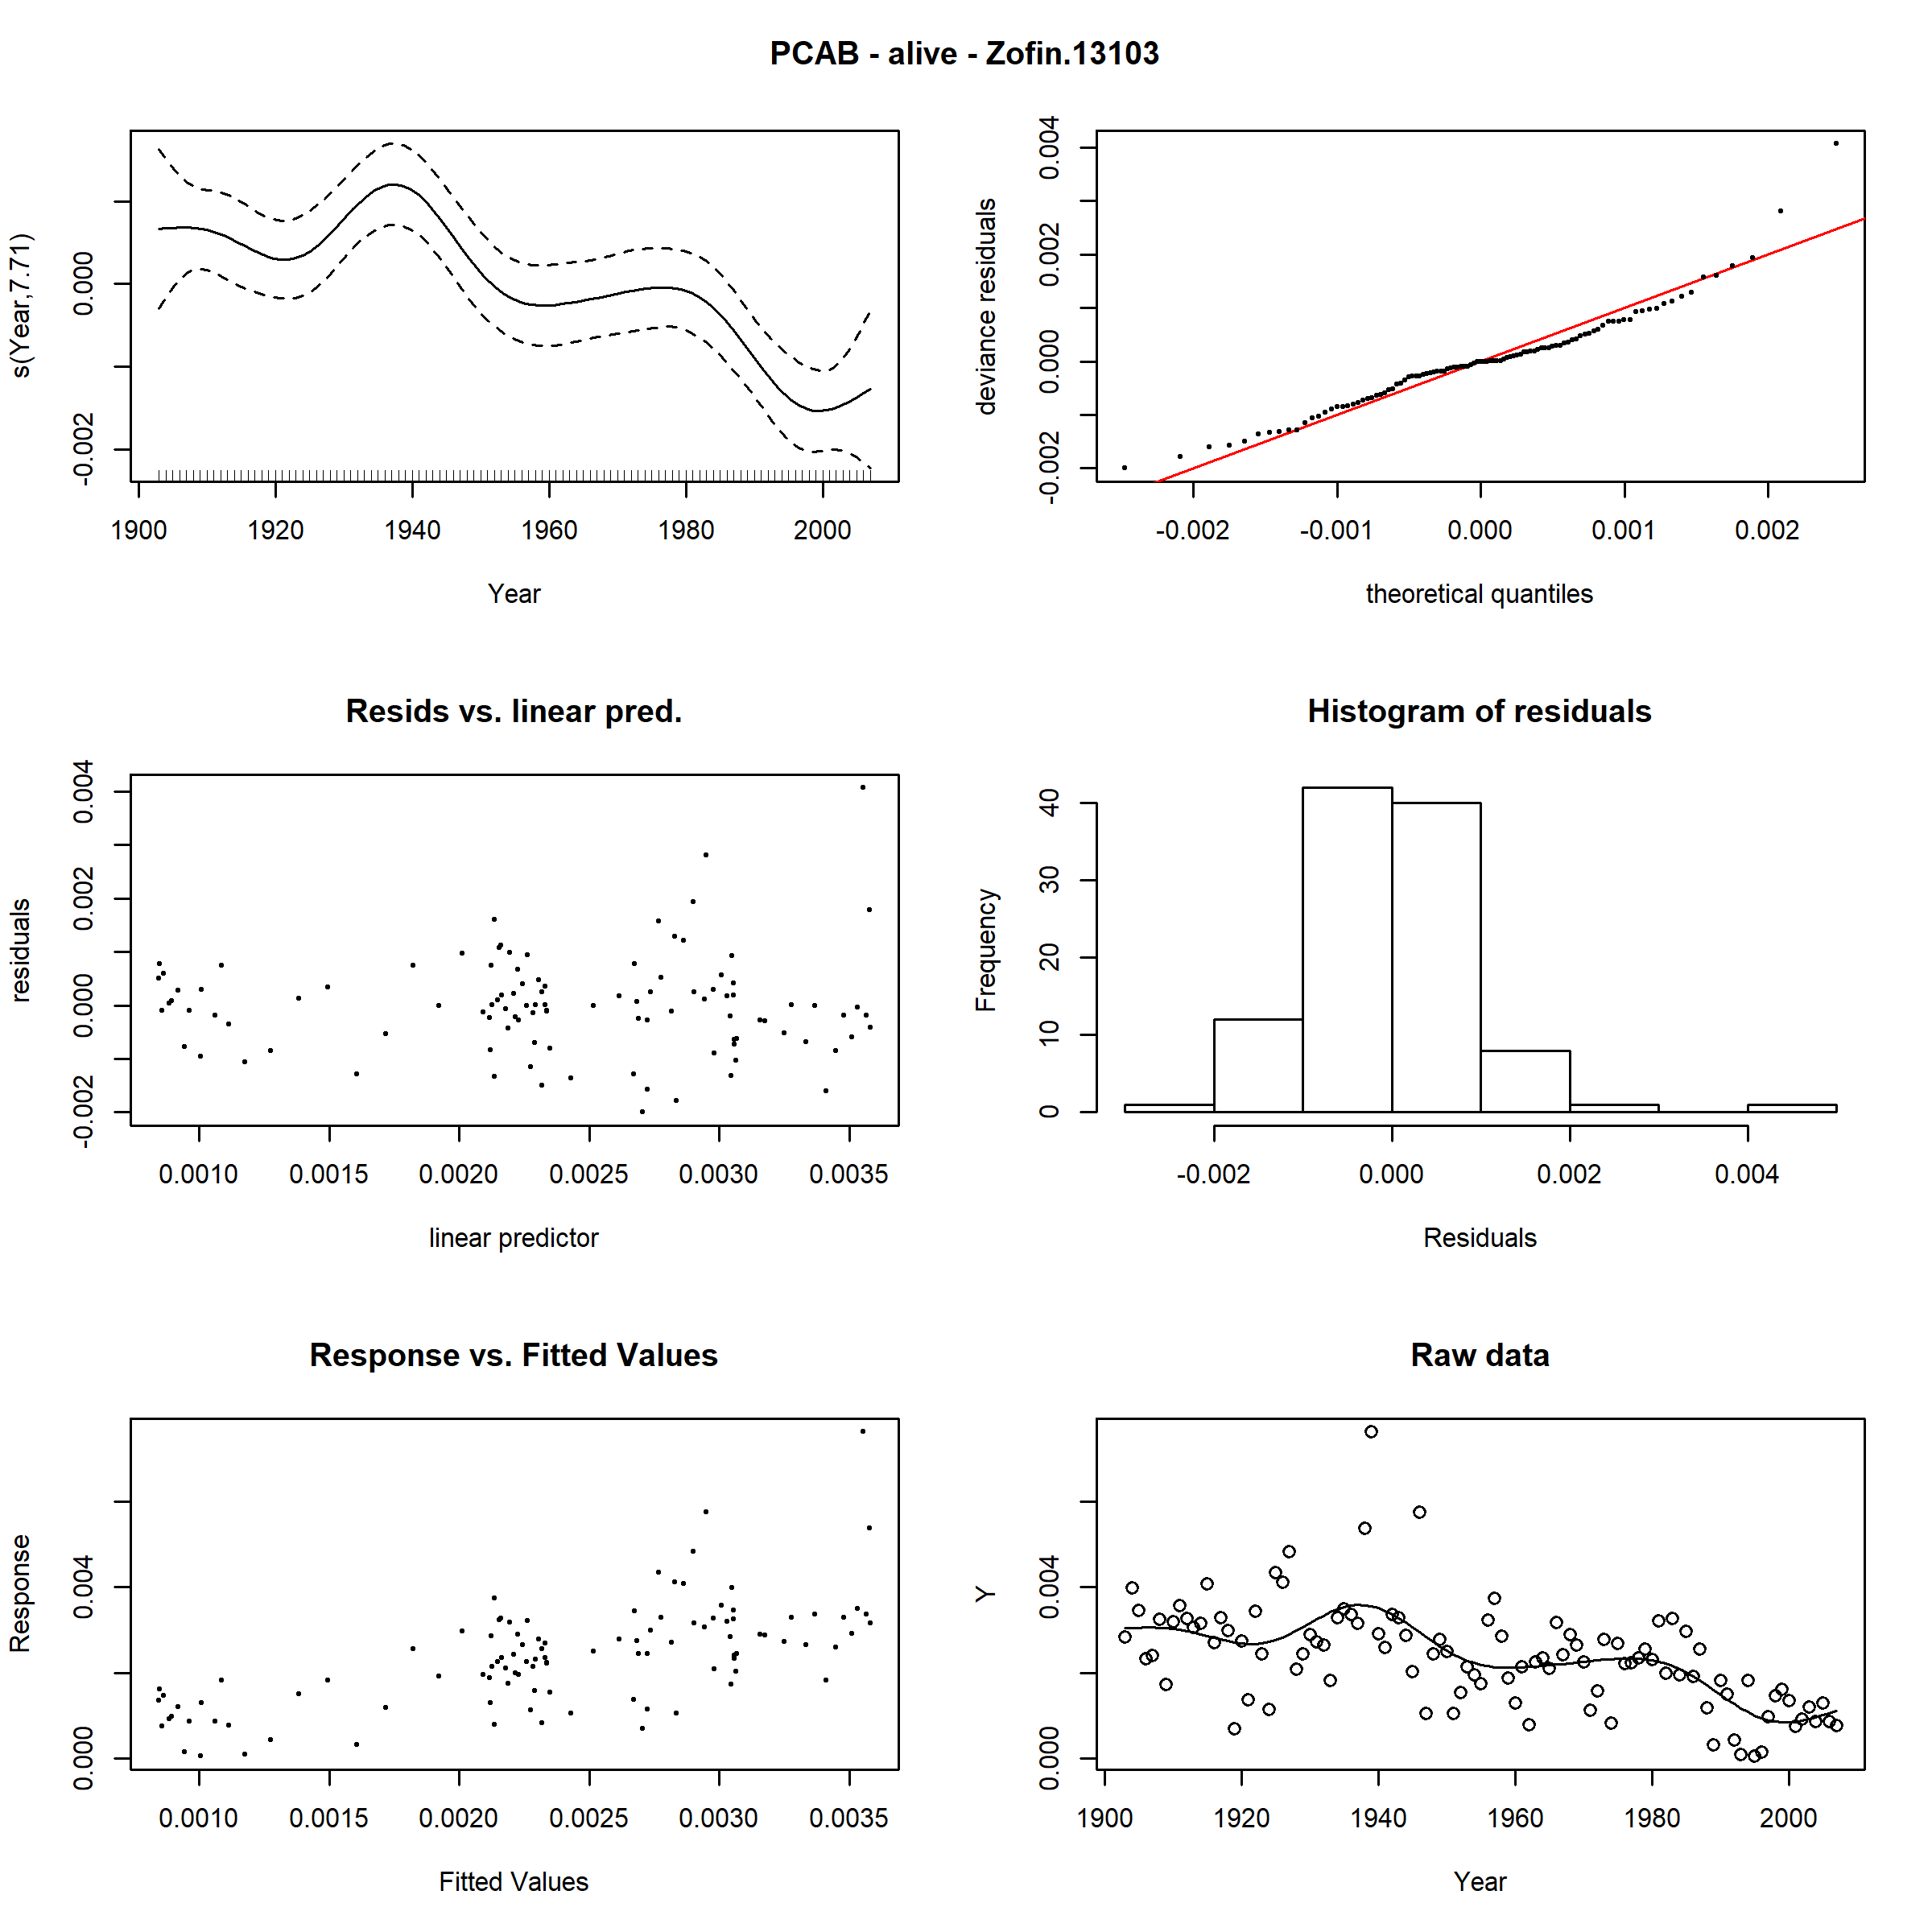 PCAB - alive - Zofin.13103
s(Year,7.71)
-0.002 0.000
1900 1920 1940 1960 1980 2000
Year
deviance residuals
-0.002 0.000 0.002 0.004
-0.002 -0.001 0.000 0.001 0.002
theoretical quantiles
Resids vs. linear pred.
residuals
-0.002 0.000 0.002 0.004
0.0010 0.0015 0.0020 0.0025 0.0030 0.0035
linear predictor
Histogram of residuals
Frequency
0 10 20 30 40
-0.002 0.000 0.002 0.004
Residuals
Response vs. Fitted Values
Response
0.000 0.004
0.0010 0.0015 0.0020 0.0025 0.0030 0.0035
Fitted Values
Raw data
Y
0.000 0.004
1900 1920 1940 1960 1980 2000
Year